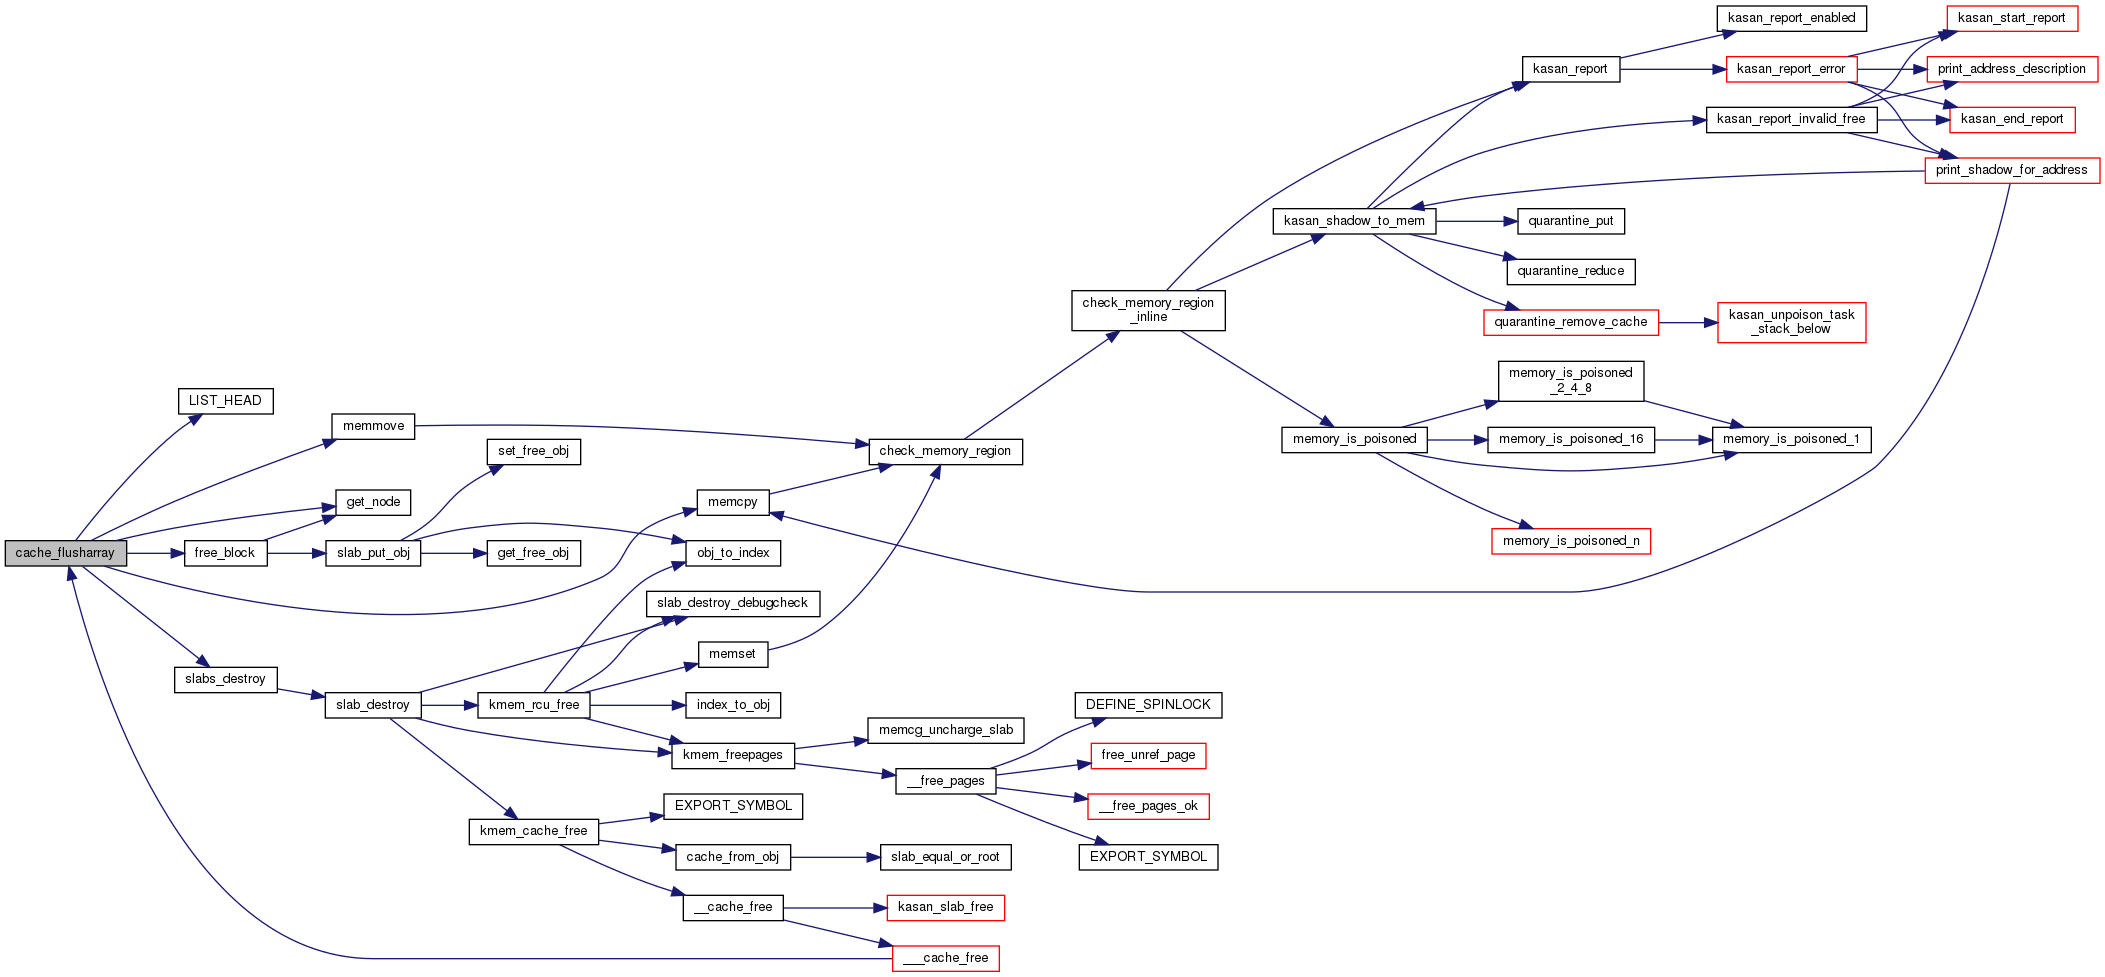 kasan_report_enabled
kasan_start_report
kasan_report
kasan_report_error
print_address_description
kasan_report_invalid_free
kasan_end_report
print_shadow_for_address
kasan_shadow_to_mem
quarantine_put
quarantine_reduce
check_memory_region
_inline
quarantine_remove_cache
kasan_unpoison_task
_stack_below
memory_is_poisoned
_2_4_8
LIST_HEAD
memmove
memory_is_poisoned
memory_is_poisoned_16
memory_is_poisoned_1
set_free_obj
check_memory_region
get_node
memcpy
memory_is_poisoned_n
cache_flusharray
free_block
slab_put_obj
get_free_obj
obj_to_index
slab_destroy_debugcheck
memset
slabs_destroy
slab_destroy
kmem_rcu_free
index_to_obj
DEFINE_SPINLOCK
memcg_uncharge_slab
kmem_freepages
free_unref_page
__free_pages
EXPORT_SYMBOL
__free_pages_ok
kmem_cache_free
cache_from_obj
slab_equal_or_root
EXPORT_SYMBOL
__cache_free
kasan_slab_free
___cache_free